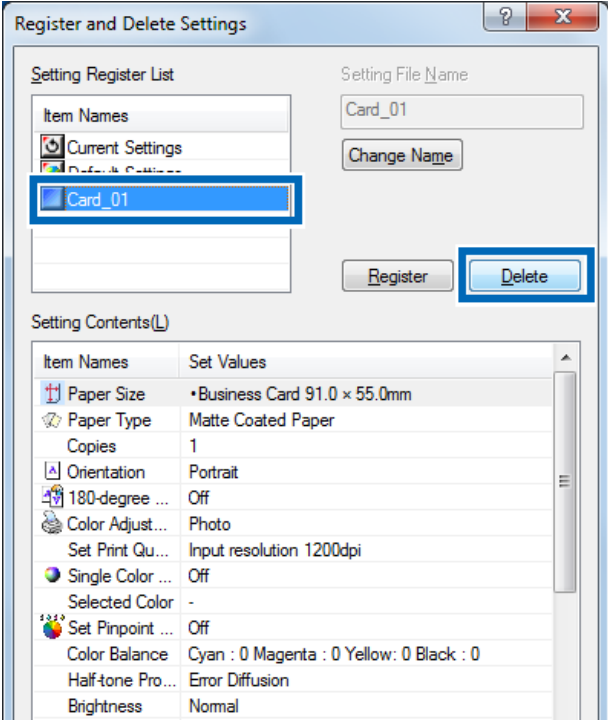 Register and Delete Settings
Setting Register List
Setting File Name
Item Names
Card_01
Current Settings
Change Name
Default Settings
Card_01
Register
Delete
Setting Contents(L)
Item Names Set Values
Paper Size •Business Card 91.0 × 55.0mm
Paper Type Matte Coated Paper
Copies 1
Orientation Portrait
180-degree ... Off
Color Adjust... Photo
Set Print Qu... Input resolution 1200dpi
Single Color ... Off
Selected Color -
Set Pinpoint ... Off
Color Balance Cyan : 0 Magenta : 0 Yellow: 0 Black : 0
Half-tone Pro... Error Diffusion
Brightness Normal